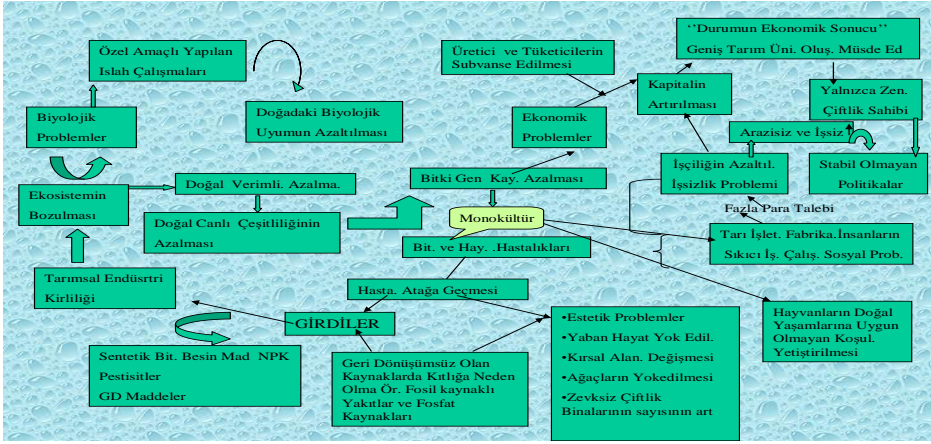 Özel Amaçlı Yapılan
Islah Çalışmaları
Üretici ve Tüketicilerin
Subvanse Edilmesi
‘‘Durumun Ekonomik Sonucu’’
Geniş Tarım Üni. Oluş. Müsde Ed
Kapitalin
Artırılması
Yalnızca Zen.
Çiftlik Sahibi
Biyolojik
Problemler
Doğadaki Biyolojik
Uyumun Azaltılması
Ekonomik
Problemler
Arazisiz ve İşsiz
Ekosistemin
Bozulması
Doğal Verimli. Azalma.
Bitki Gen Kay. Azalması
İşçiliğin Azaltıl.
İşsizlik Problemi
Stabil Olmayan
Politikalar
Doğal Canlı Çeşitliliğinin
Azalması
Monokültür
Fazla Para Talebi
Bit. ve Hay. .Hastalıkları
Tarı İşlet. Fabrika.İnsanların
Sıkıcı İş. Çalış. Sosyal Prob.
Tarımsal Endüsrtri
Kirliliği
Hasta. Atağa Geçmesi
GİRDİLER
•Estetik Problemler
•Yaban Hayat Yok Edil.
•Kırsal Alan. Değişmesi
•Ağaçların Yokedilmesi
•Zevksiz Çiftlik
Binalarının sayısının art
Hayvanların Doğal
Yaşamlarına Uygun
Olmayan Koşul.
Yetiştirilmesi
Sentetik Bit. Besin Mad NPK
Pestisitler
GD Maddeler
Geri Dönüşümsüz Olan
Kaynaklarda Kıtlığa Neden
Olma Ör. Fosil kaynaklı
Yakıtlar ve Fosfat
Kaynakları